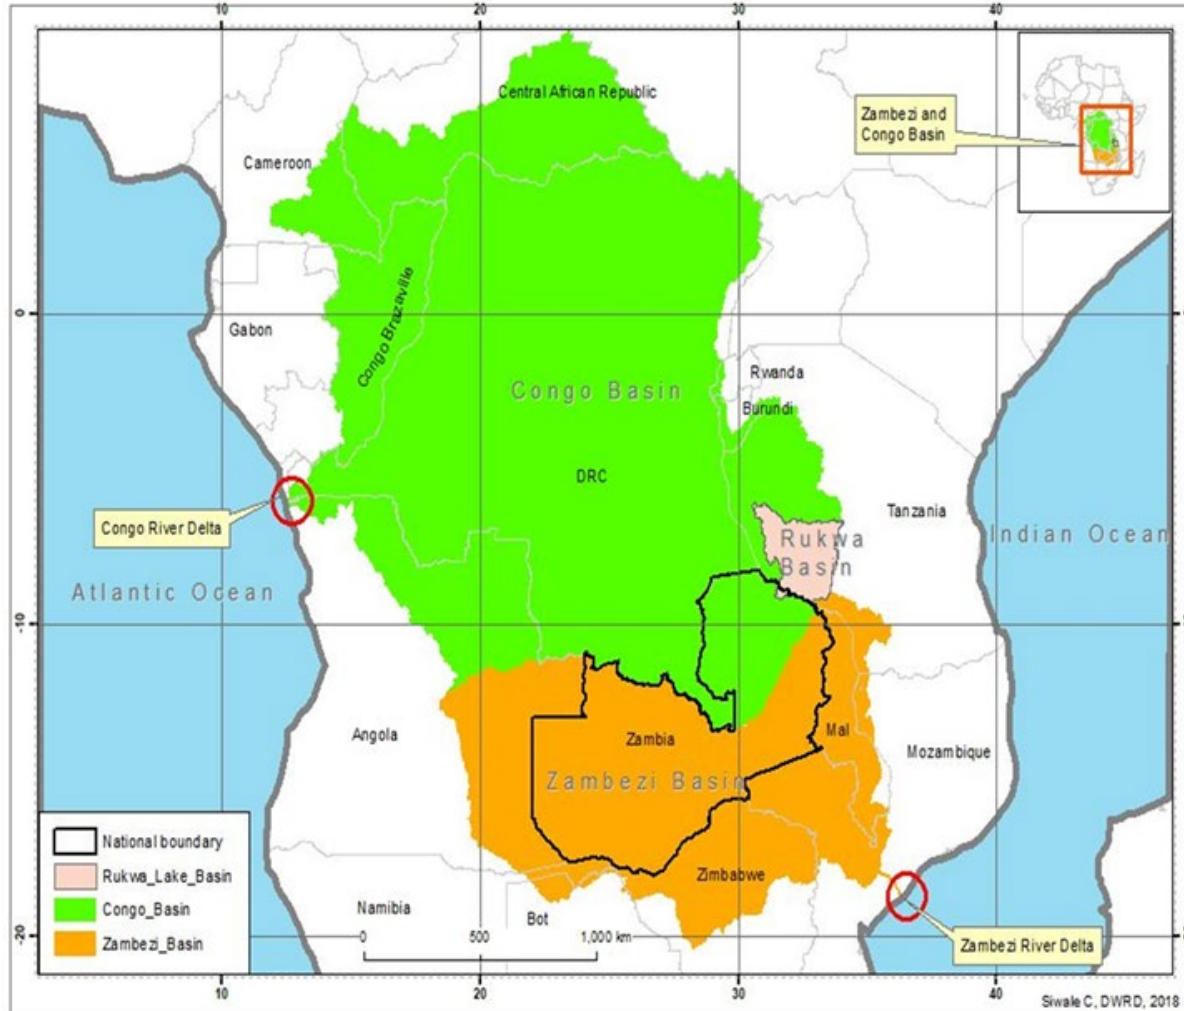 10
20
30
40
Central African Republic
Zambezi and
Congo Basin
Cameroon
Congo Brazaville
0
Gabon
Rwanda
Congo Basin
Burundi
DRC
Tanzania
Congo River Delta
Rukwa
Basin
Indian Ocean
Atlantic Ocean
-10
Angola
Zambia
Mal
Mozambique
Zambezi Basin
National boundary
Rukwa_Lake_Basin
Congo_Basin
Zambezi_Basin
Zimbabwe
Namibia
Bot
0
500
1,000 km
-20
Zambezi River Delta
10
20
30
40
Siwale C, DWRD, 2018